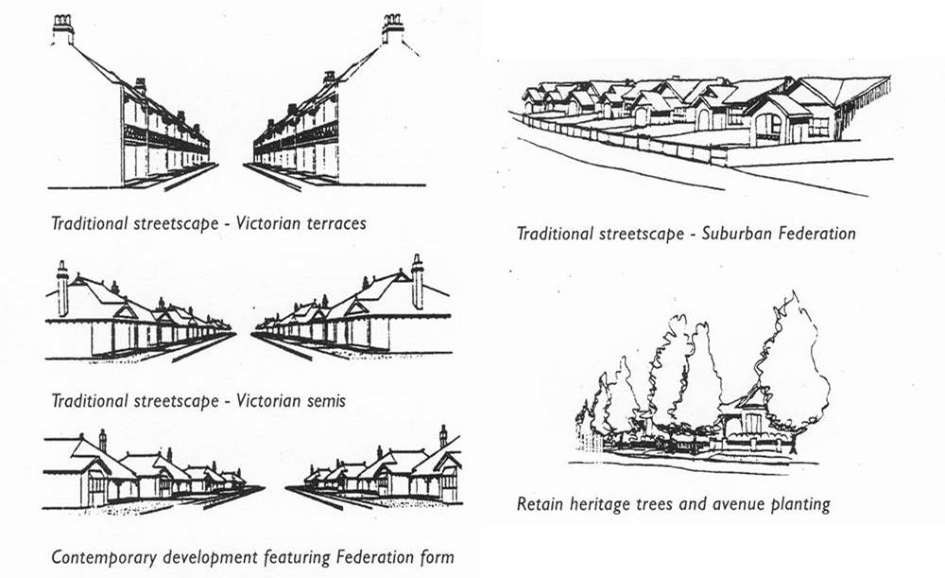 Traditional streetscape - Victorian terraces
Traditional streetscape - Victorian semis
Contemporary development featuring Federation form
Traditional streetscape - Suburban Federation
Retain heritage trees and avenue planting